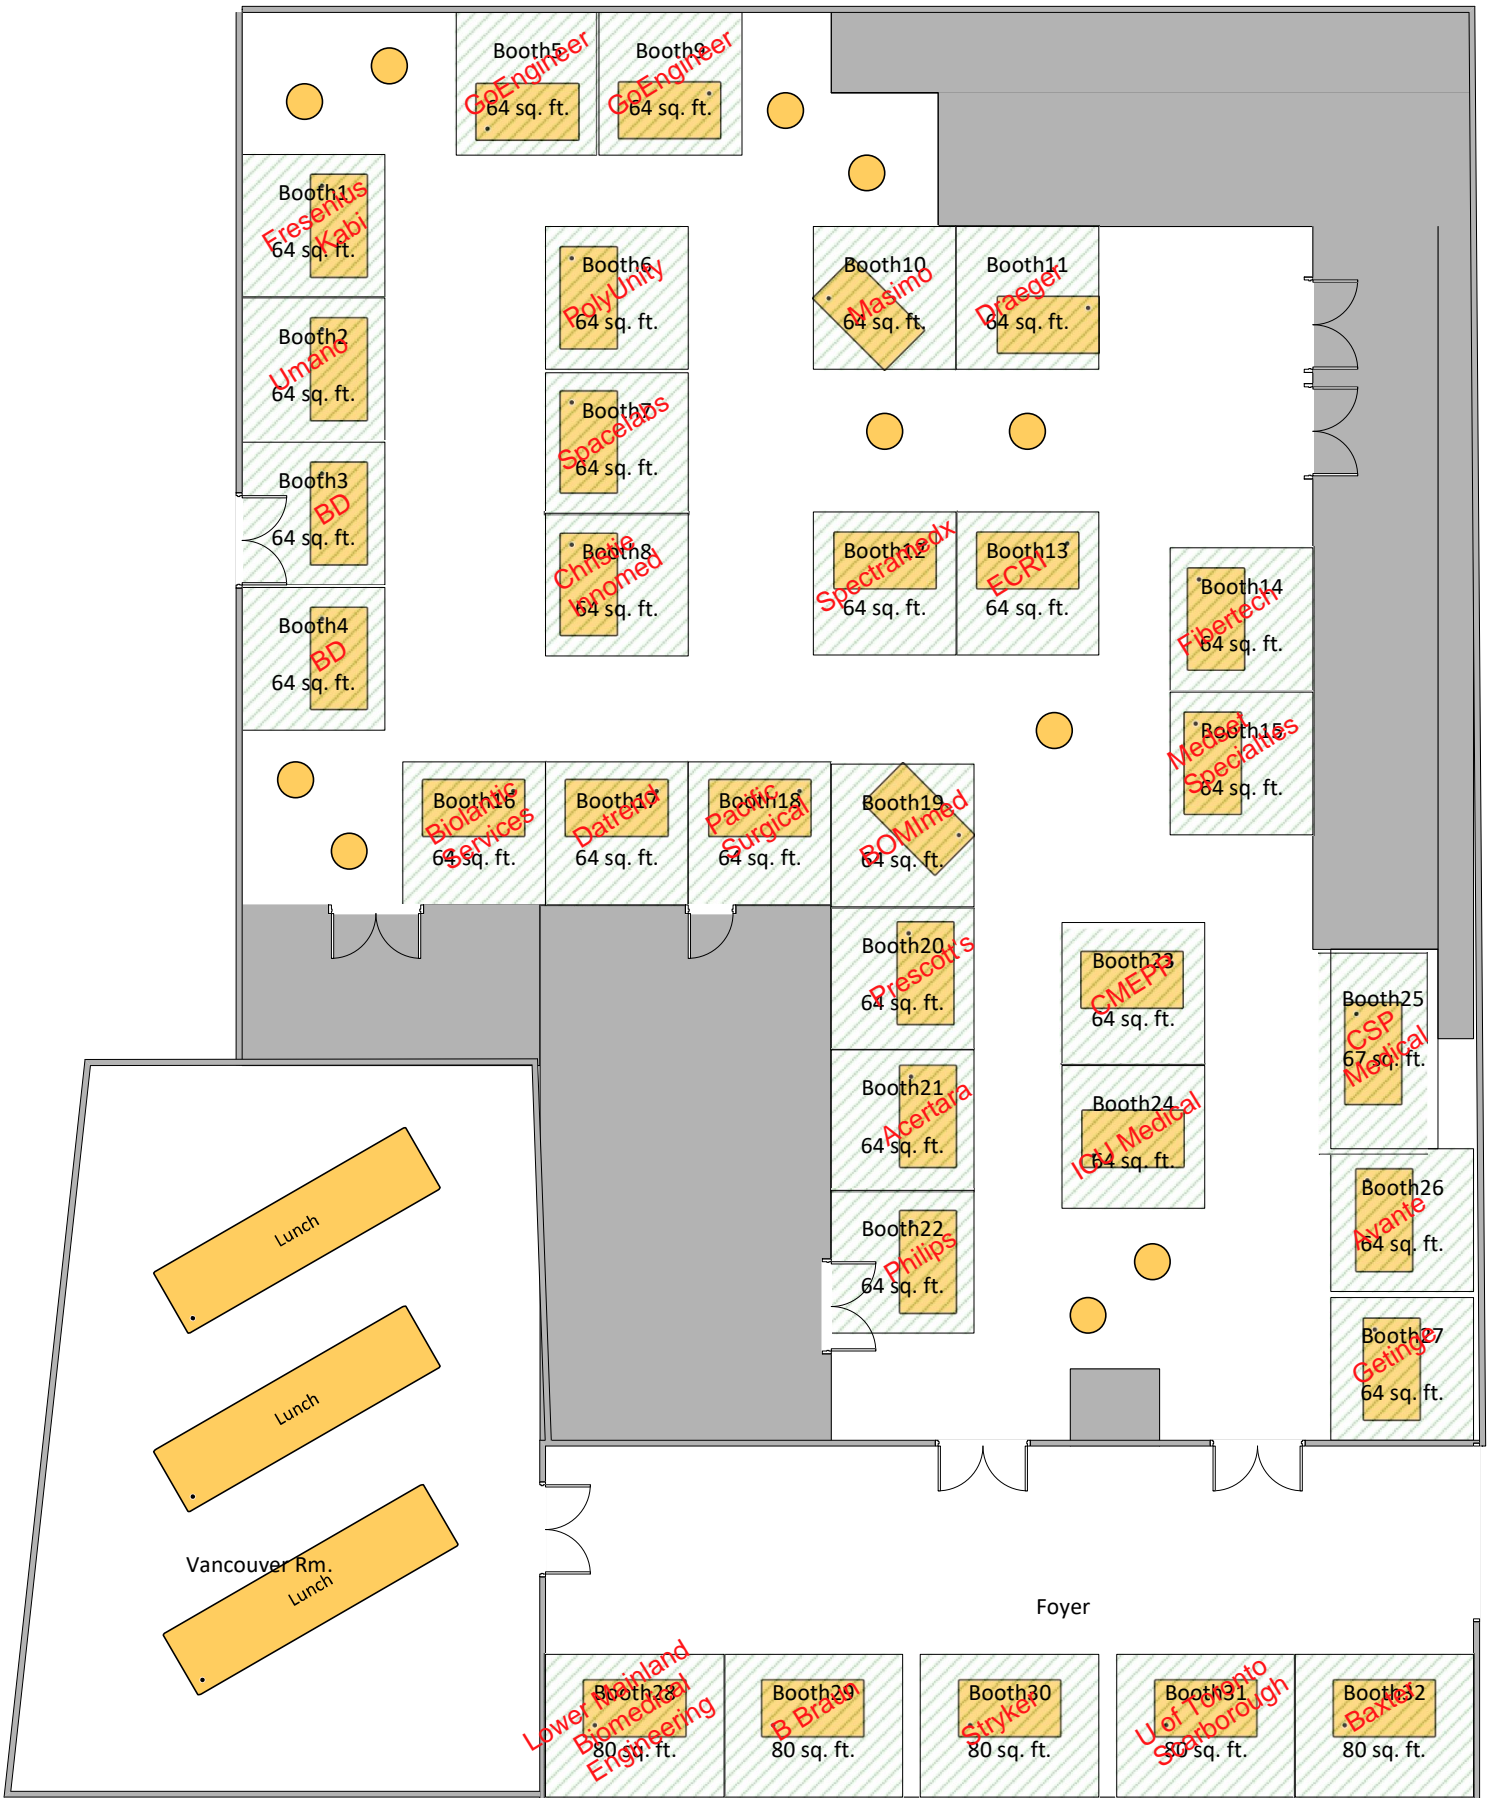 Booth5
GoEngineer
64 sq. ft.
Booth9
GoEngineer
64 sq. ft.
Booth1
Fresenius
Kabi
64 sq. ft.
Booth2
Umano
64 sq. ft.
Booth3
BD
64 sq. ft.
Booth4
BD
64 sq. ft.
Booth6
PolyUnity
64 sq. ft.
Booth7
Spacelabs
64 sq. ft.
Booth8
Christie
Innomed
64 sq. ft.
Booth10
Masimo
64 sq. ft.
Booth11
Draeger
64 sq. ft.
Booth12
Spectramedx
64 sq. ft.
Booth13
ECRI
64 sq. ft.
Booth14
Fibertech
64 sq. ft.
Booth15
Medset
Specialties
64 sq. ft.
Booth16
Biolantic
Services
64 sq. ft.
Booth17
Datrend
64 sq. ft.
Booth18
Pacific
Surgical
64 sq. ft.
Booth19
BOMImed
64 sq. ft.
Booth20
Prescott's
64 sq. ft.
Booth21
Acertara
64 sq. ft.
Booth22
Philips
64 sq. ft.
Booth23
CMEPP
64 sq. ft.
Booth24
ICU Medical
64 sq. ft.
Booth25
CSP
Medical
67 sq. ft.
Booth26
Avante
64 sq. ft.
Booth27
Getinge
64 sq. ft.
Lunch
Lunch
Vancouver Rm.
Lunch
Foyer
Booth28
Lower Mainland
Biomedical
Engineering
80 sq. ft.
Booth29
B Braun
80 sq. ft.
Booth30
Stryker
80 sq. ft.
Booth31
U of Toronto
Scarborough
80 sq. ft.
Booth32
Baxter
80 sq. ft.